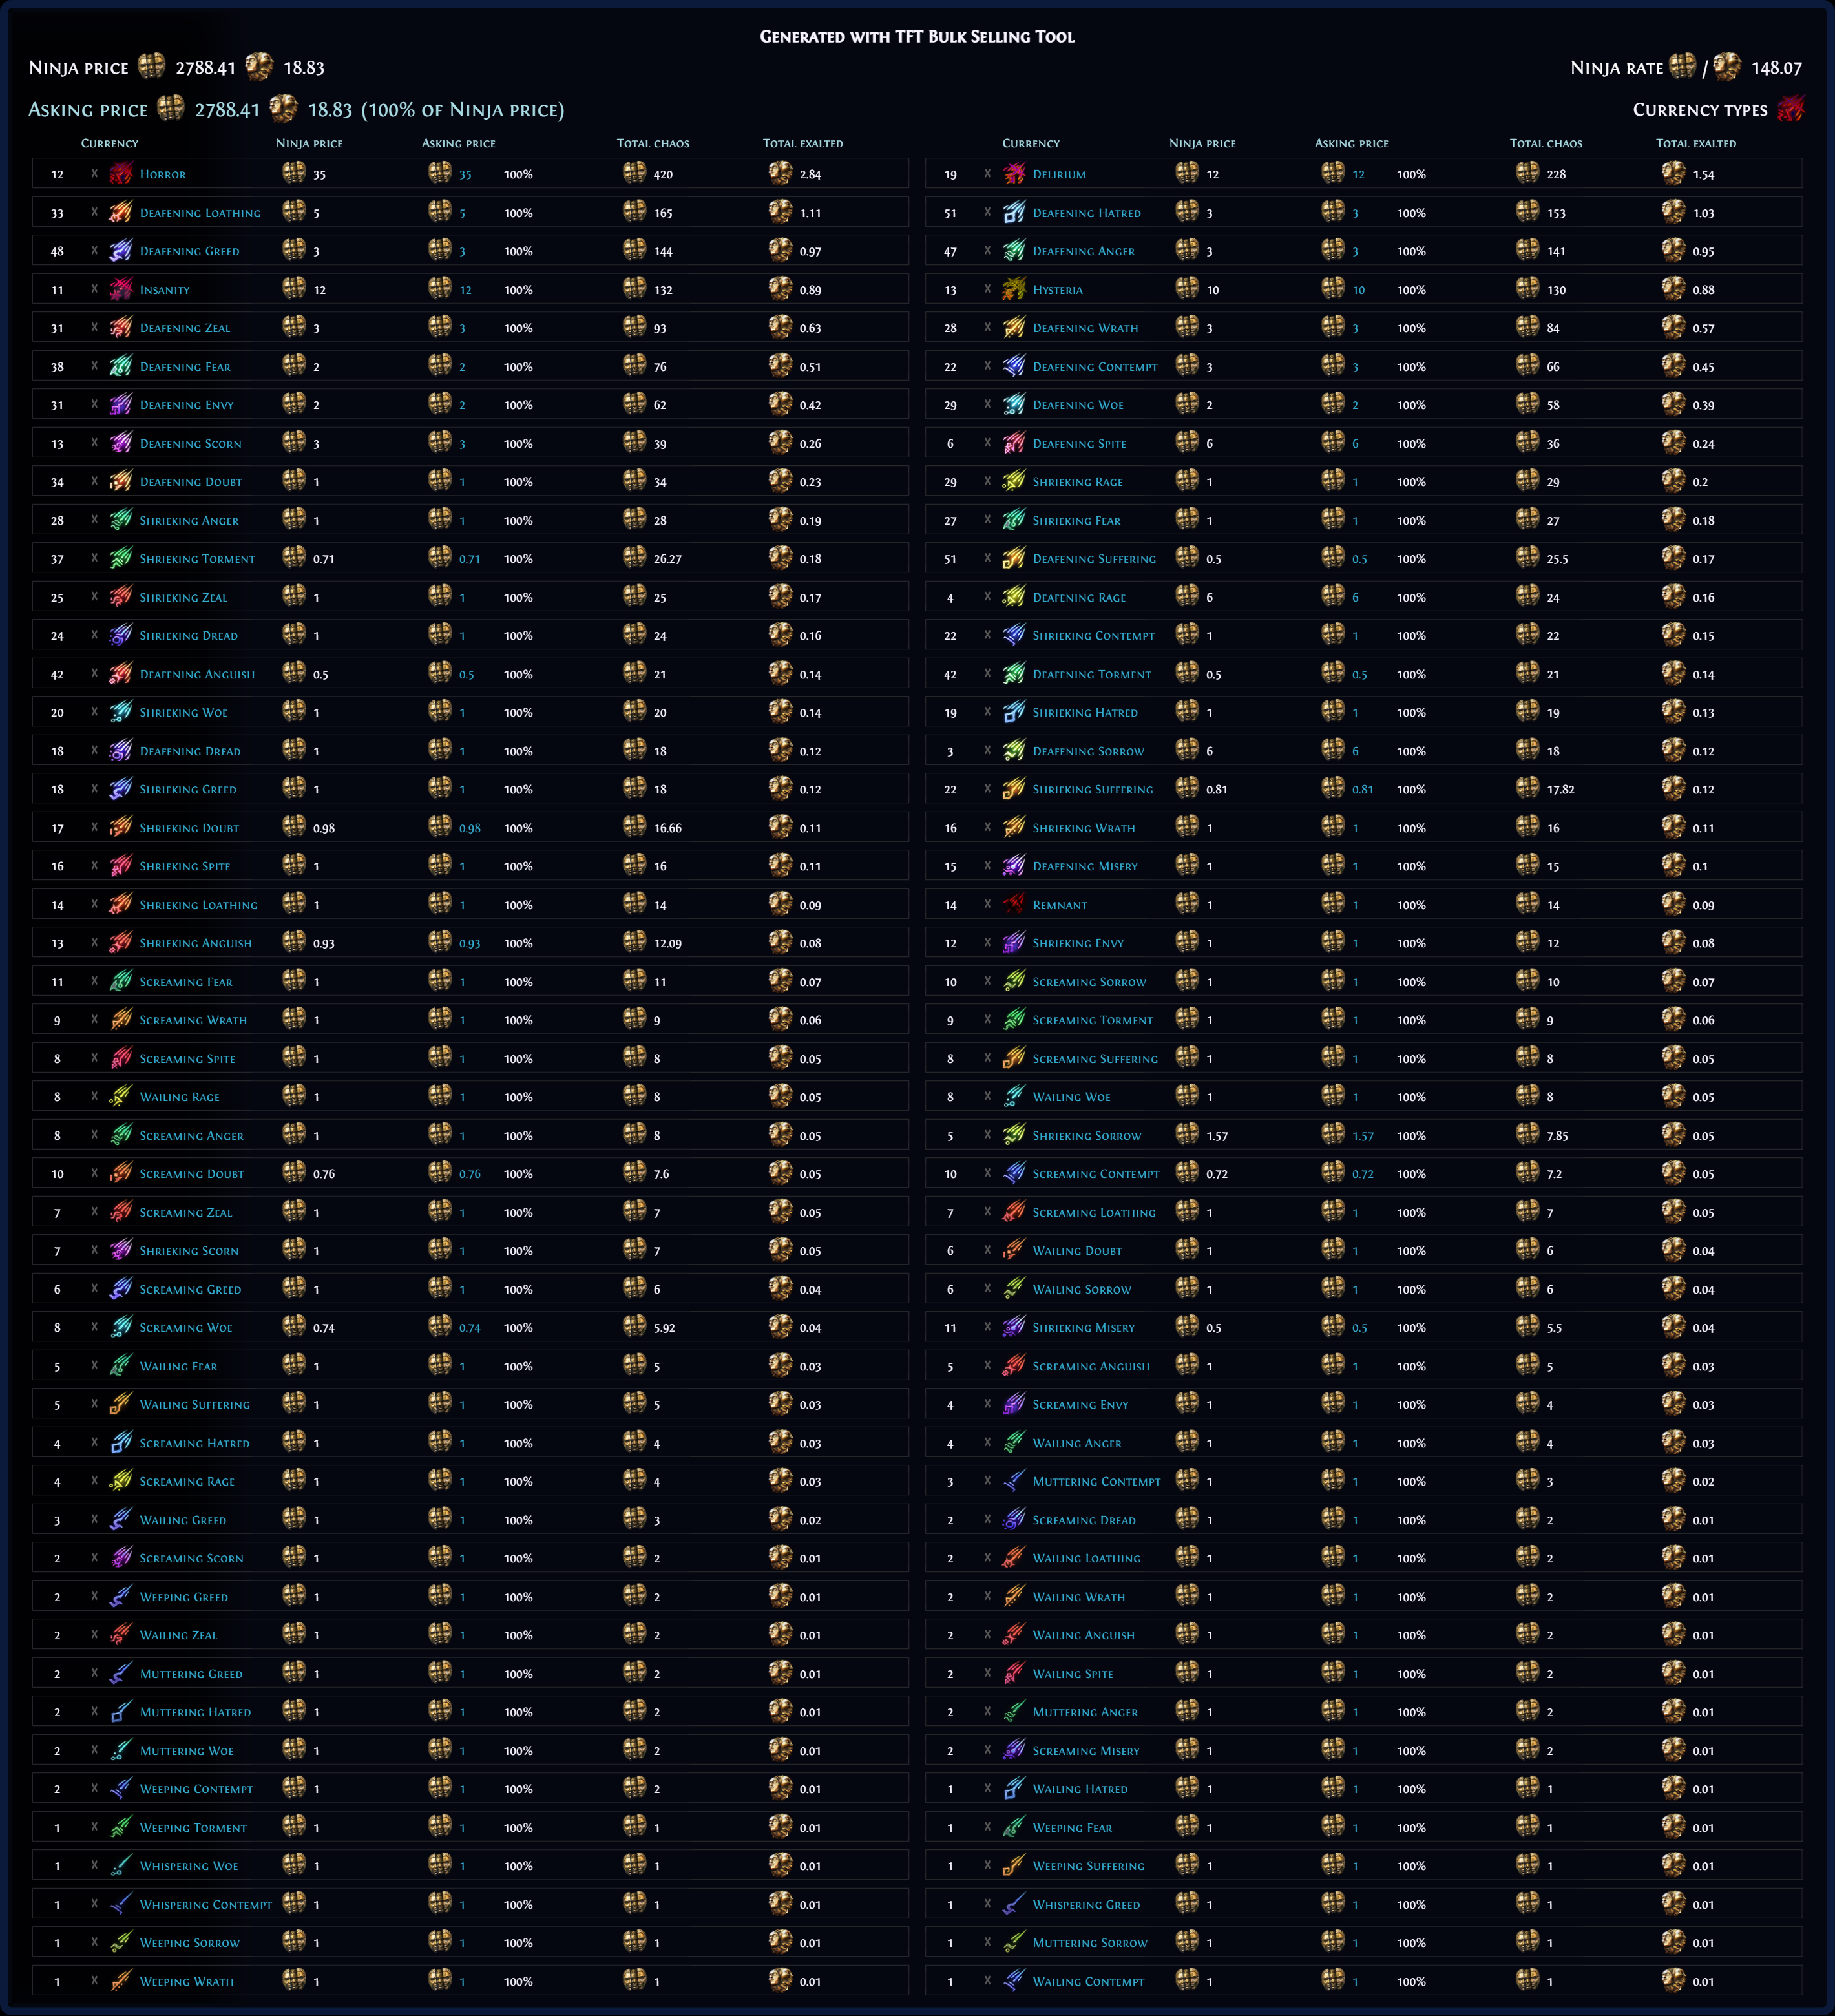 Generated with TFT Bulk Selling Tool
Ninja price 2788.41 18.83 Ninja rate / 148.07
Asking price 2788.41 18.83 (100% of Ninja price) Currency types
Currency Ninja price Asking price Total chaos Total exalted Currency Ninja price Asking price Total chaos Total exalted
12 x Horror 35 35 100% 420 2.84 19 x Delirium 12 12 100% 228 1.54
33 x Deafening Loathing 5 5 100% 165 1.11 51 x Deafening Hatred 3 3 100% 153 1.03
48 x Deafening Greed 3 3 100% 144 0.97 47 x Deafening Anger 3 3 100% 141 0.95
11 x Insanity 12 12 100% 132 0.89 13 x Hysteria 10 10 100% 130 0.88
31 x Deafening Zeal 3 3 100% 93 0.63 28 x Deafening Wrath 3 3 100% 84 0.57
38 x Deafening Fear 2 2 100% 76 0.51 22 x Deafening Contempt 3 3 100% 66 0.45
31 x Deafening Envy 2 2 100% 62 0.42 29 x Deafening Woe 2 2 100% 58 0.39
13 x Deafening Scorn 3 3 100% 39 0.26 6 x Deafening Spite 6 6 100% 36 0.24
34 x Deafening Doubt 1 1 100% 34 0.23 29 x Shrieking Rage 1 1 100% 29 0.2
28 x Shrieking Anger 1 1 100% 28 0.19 27 x Shrieking Fear 1 1 100% 27 0.18
37 x Shrieking Torment 0.71 0.71 100% 26.27 0.18 51 x Deafening Suffering 0.5 0.5 100% 25.5 0.17
25 x Shrieking Zeal 1 1 100% 25 0.17 4 x Deafening Rage 6 6 100% 24 0.16
24 x Shrieking Dread 1 1 100% 24 0.16 22 x Shrieking Contempt 1 1 100% 22 0.15
42 x Deafening Anguish 0.5 0.5 100% 21 0.14 42 x Deafening Torment 0.5 0.5 100% 21 0.14
20 x Shrieking Woe 1 1 100% 20 0.14 19 x Shrieking Hatred 1 1 100% 19 0.13
18 x Deafening Dread 1 1 100% 18 0.12 3 x Deafening Sorrow 6 6 100% 18 0.12
18 x Shrieking Greed 1 1 100% 18 0.12 22 x Shrieking Suffering 0.81 0.81 100% 17.82 0.12
17 x Shrieking Doubt 0.98 0.98 100% 16.66 0.11 16 x Shrieking Wrath 1 1 100% 16 0.11
16 x Shrieking Spite 1 1 100% 16 0.11 15 x Deafening Misery 1 1 100% 15 0.1
14 x Shrieking Loathing 1 1 100% 14 0.09 14 x Remnant 1 1 100% 14 0.09
13 x Shrieking Anguish 0.93 0.93 100% 12.09 0.08 12 x Shrieking Envy 1 1 100% 12 0.08
11 x Screaming Fear 1 1 100% 11 0.07 10 x Screaming Sorrow 1 1 100% 10 0.07
9 x Screaming Wrath 1 1 100% 9 0.06 9 x Screaming Torment 1 1 100% 9 0.06
8 x Screaming Spite 1 1 100% 8 0.05 8 x Screaming Suffering 1 1 100% 8 0.05
8 x Wailing Rage 1 1 100% 8 0.05 8 x Wailing Woe 1 1 100% 8 0.05
8 x Screaming Anger 1 1 100% 8 0.05 5 x Shrieking Sorrow 1.57 1.57 100% 7.85 0.05
10 x Screaming Doubt 0.76 0.76 100% 7.6 0.05 10 x Screaming Contempt 0.72 0.72 100% 7.2 0.05
7 x Screaming Zeal 1 1 100% 7 0.05 7 x Screaming Loathing 1 1 100% 7 0.05
7 x Shrieking Scorn 1 1 100% 7 0.05 6 x Wailing Doubt 1 1 100% 6 0.04
6 x Screaming Greed 1 1 100% 6 0.04 6 x Wailing Sorrow 1 1 100% 6 0.04
8 x Screaming Woe 0.74 0.74 100% 5.92 0.04 11 x Shrieking Misery 0.5 0.5 100% 5.5 0.04
5 x Wailing Fear 1 1 100% 5 0.03 5 x Screaming Anguish 1 1 100% 5 0.03
5 x Wailing Suffering 1 1 100% 5 0.03 4 x Screaming Envy 1 1 100% 4 0.03
4 x Screaming Hatred 1 1 100% 4 0.03 4 x Wailing Anger 1 1 100% 4 0.03
4 x Screaming Rage 1 1 100% 4 0.03 3 x Muttering Contempt 1 1 100% 3 0.02
3 x Wailing Greed 1 1 100% 3 0.02 2 x Screaming Dread 1 1 100% 2 0.01
2 x Screaming Scorn 1 1 100% 2 0.01 2 x Wailing Loathing 1 1 100% 2 0.01
2 x Weeping Greed 1 1 100% 2 0.01 2 x Wailing Wrath 1 1 100% 2 0.01
2 x Wailing Zeal 1 1 100% 2 0.01 2 x Wailing Anguish 1 1 100% 2 0.01
2 x Muttering Greed 1 1 100% 2 0.01 2 x Wailing Spite 1 1 100% 2 0.01
2 x Muttering Hatred 1 1 100% 2 0.01 2 x Muttering Anger 1 1 100% 2 0.01
2 x Muttering Woe 1 1 100% 2 0.01 2 x Screaming Misery 1 1 100% 2 0.01
2 x Weeping Contempt 1 1 100% 2 0.01 1 x Wailing Hatred 1 1 100% 1 0.01
1 x Weeping Torment 1 1 100% 1 0.01 1 x Weeping Fear 1 1 100% 1 0.01
1 x Whispering Woe 1 1 100% 1 0.01 1 x Weeping Suffering 1 1 100% 1 0.01
1 x Whispering Contempt 1 1 100% 1 0.01 1 x Whispering Greed 1 1 100% 1 0.01
1 x Weeping Sorrow 1 1 100% 1 0.01 1 x Muttering Sorrow 1 1 100% 1 0.01
1 x Weeping Wrath 1 1 100% 1 0.01 1 x Wailing Contempt 1 1 100% 1 0.01